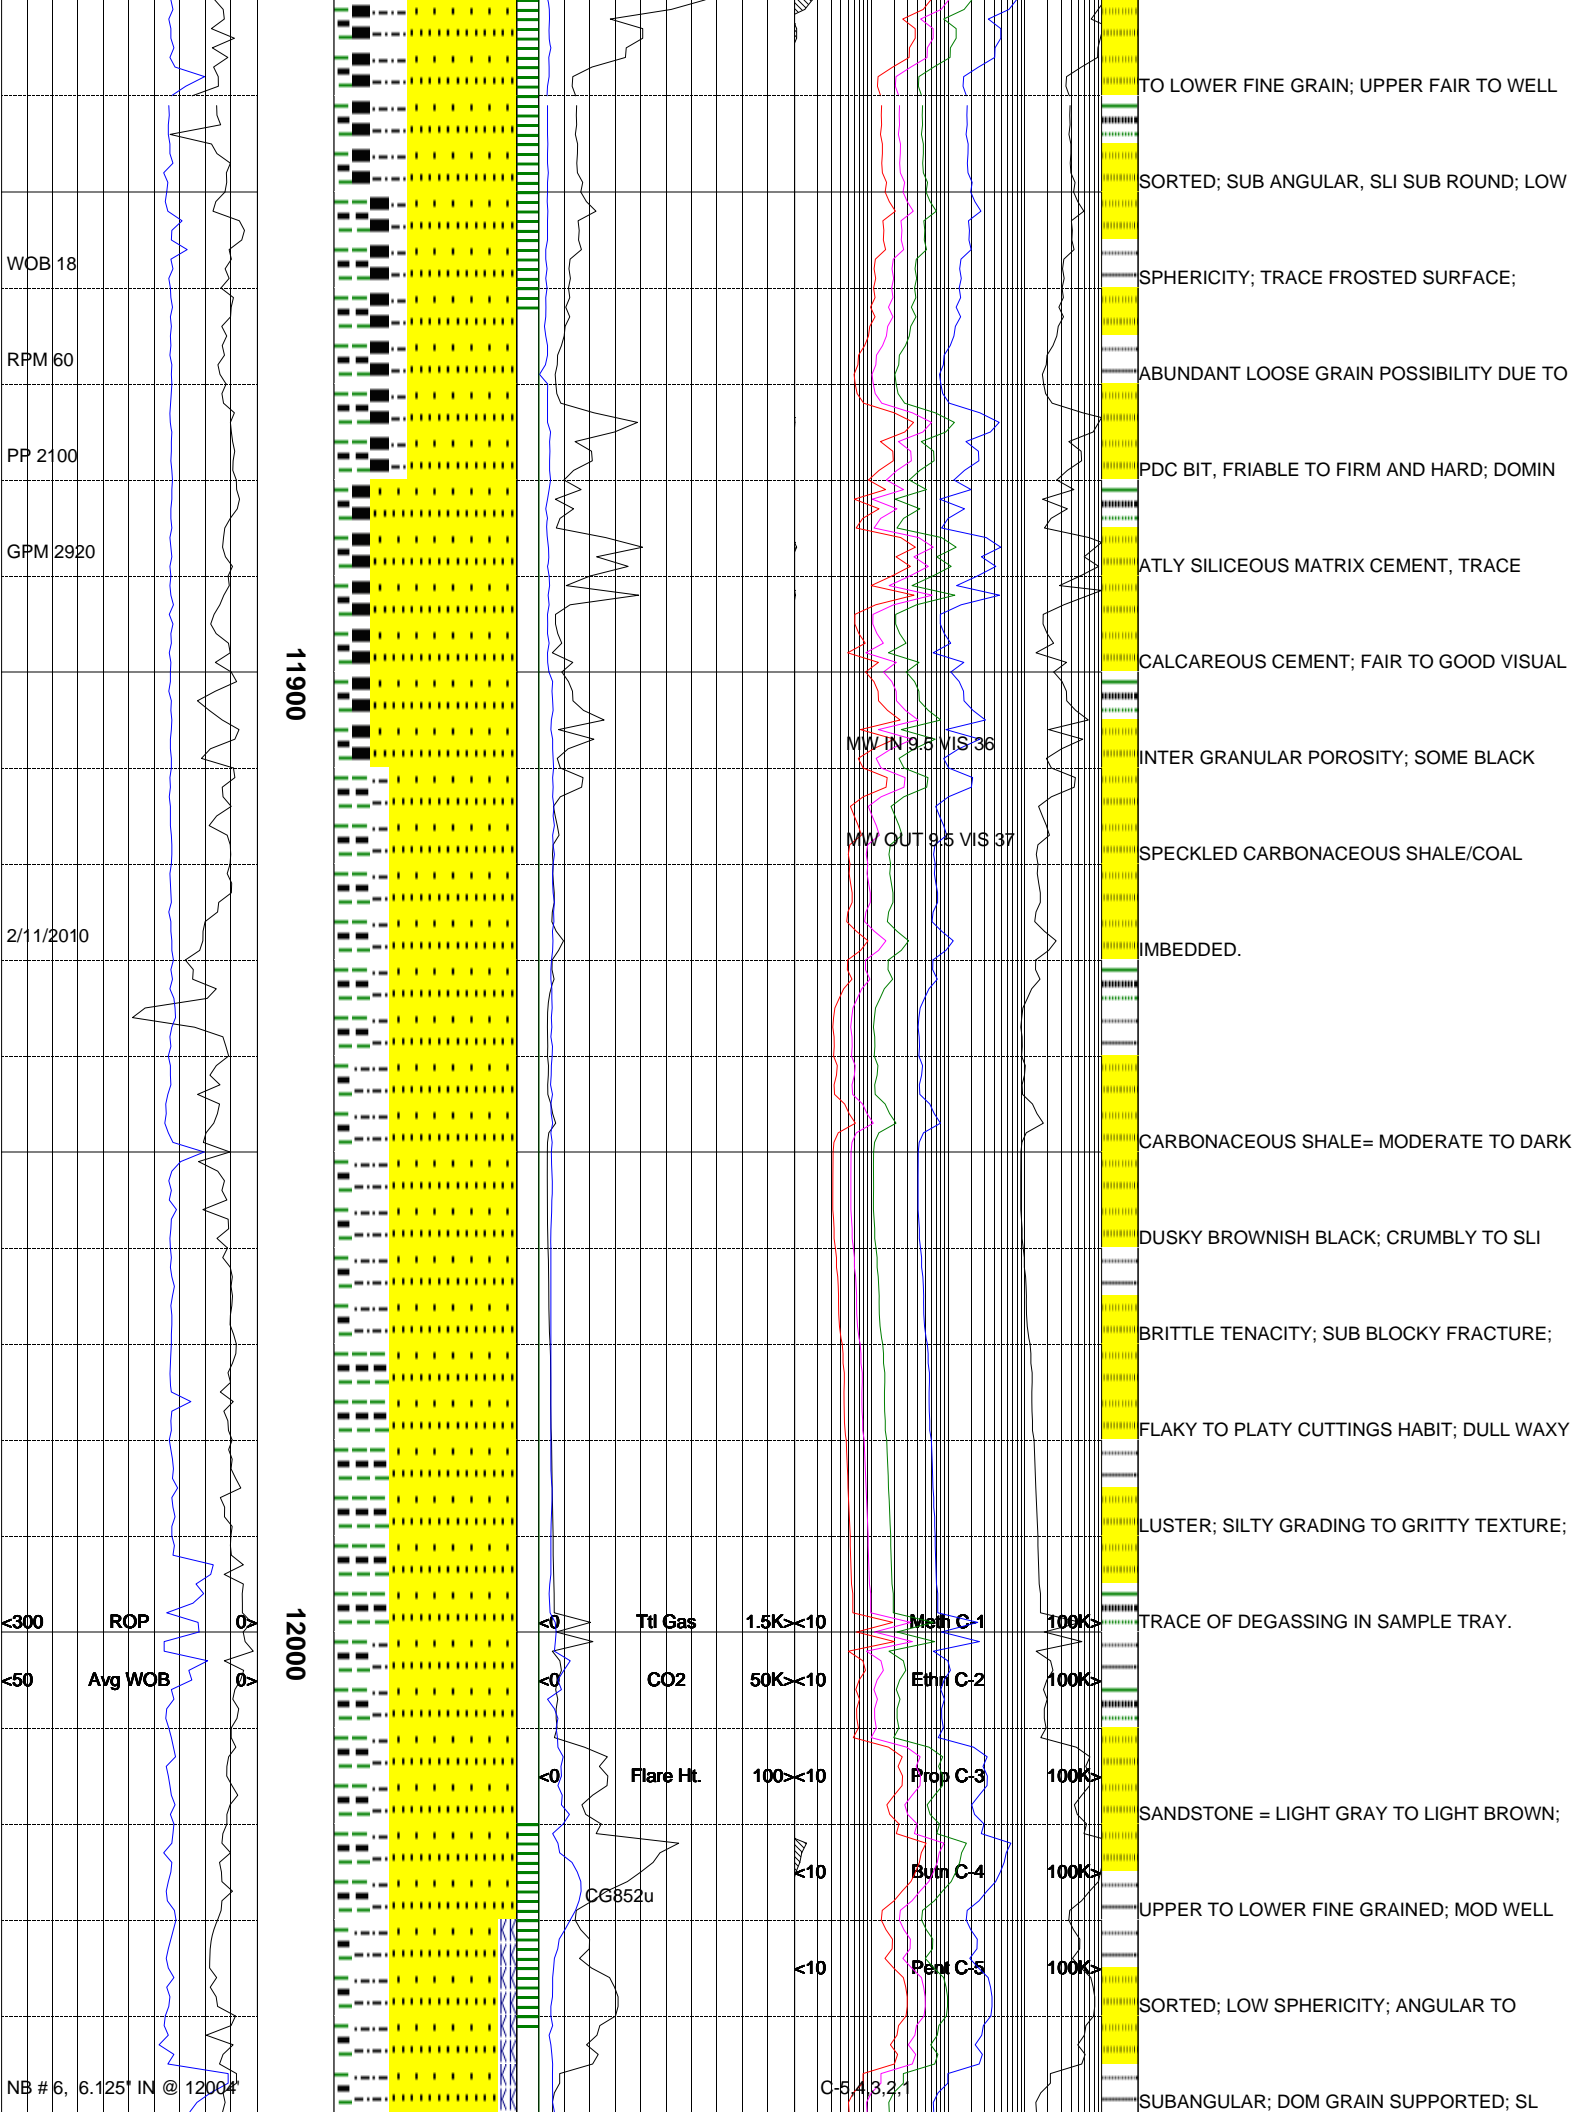 TO LOWER FINE GRAIN; UPPER FAIR TO WELL
SORTED; SUB ANGULAR, SLI SUB ROUND; LOW
WOB 18
SPHERICITY; TRACE FROSTED SURFACE;
RPM 60
ABUNDANT LOOSE GRAIN POSSIBILITY DUE TO
PP 2100
PDC BIT, FRIABLE TO FIRM AND HARD; DOMIN
GPM 2920
ATLY SILICEOUS MATRIX CEMENT, TRACE
11900
CALCAREOUS CEMENT; FAIR TO GOOD VISUAL
MW IN 9.5 VIS 36
INTER GRANULAR POROSITY; SOME BLACK
MW OUT 9.5 VIS 37
SPECKLED CARBONACEOUS SHALE/COAL
2/11/2010
IMBEDDED.
CARBONACEOUS SHALE= MODERATE TO DARK
DUSKY BROWNISH BLACK; CRUMBLY TO SLI
BRITTLE TENACITY; SUB BLOCKY FRACTURE;
FLAKY TO PLATY CUTTINGS HABIT; DULL WAXY
LUSTER; SILTY GRADING TO GRITTY TEXTURE;
<300 ROP 0> 12000 <0 Ttl Gas 1.5K> <10 Meth C-1 100K>
TRACE OF DEGASSING IN SAMPLE TRAY.
<50 Avg WOB 0> <0 CO2 50K> <10 Ethn C-2 100K>
<0 Flare Ht. 100> <10 Prop C-3 100K>
SANDSTONE = LIGHT GRAY TO LIGHT BROWN;
<10 Butn C-4 100K>
CG852u
UPPER TO LOWER FINE GRAINED; MOD WELL
<10 Pent C-5 100K>
SORTED; LOW SPHERICITY; ANGULAR TO
NB # 6, 6.125" IN @ 12004'
C-5,4,3,2,1
SUBANGULAR; DOM GRAIN SUPPORTED; SL